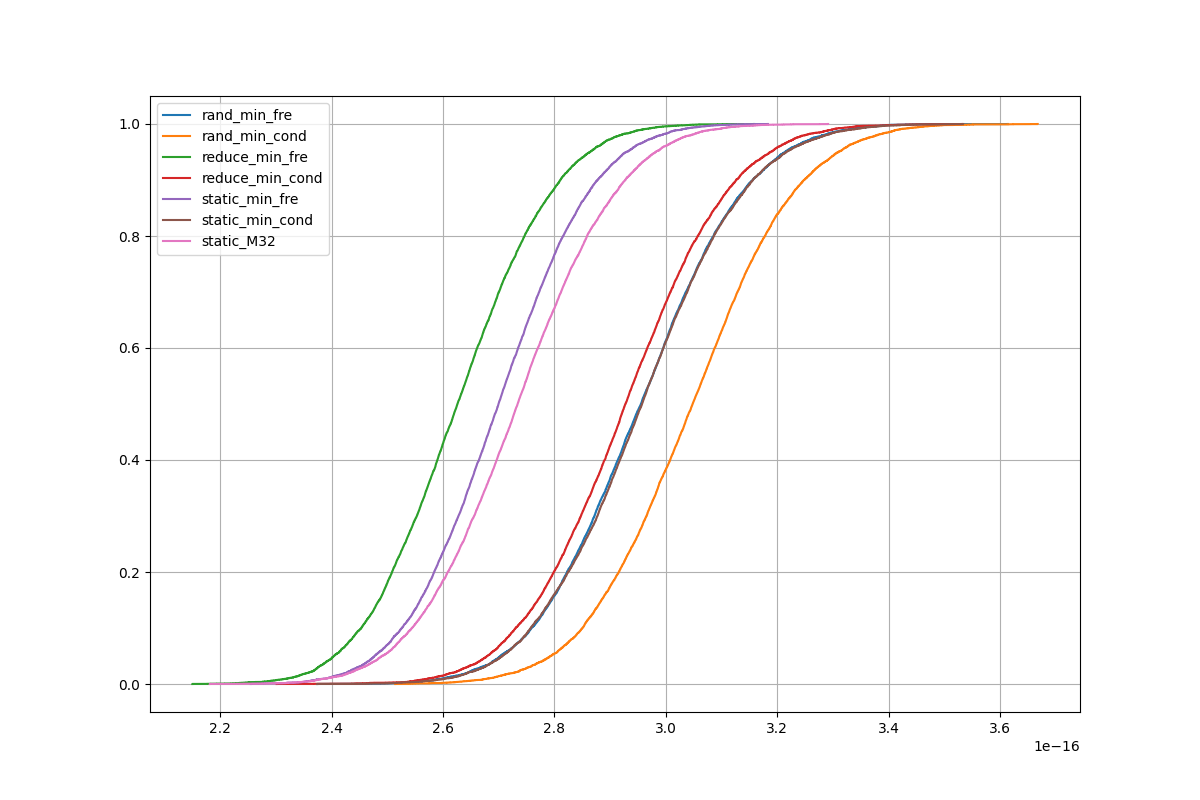 rand_min_fre
rand_min_cond
reduce_min_fre
reduce_min_cond
static_min_fre
static_min_cond
static_M32
1.0
0.8
0.6
0.4
0.2
0.0
2.2 2.4 2.6 2.8 3.0 3.2 3.4 3.6
1e−16